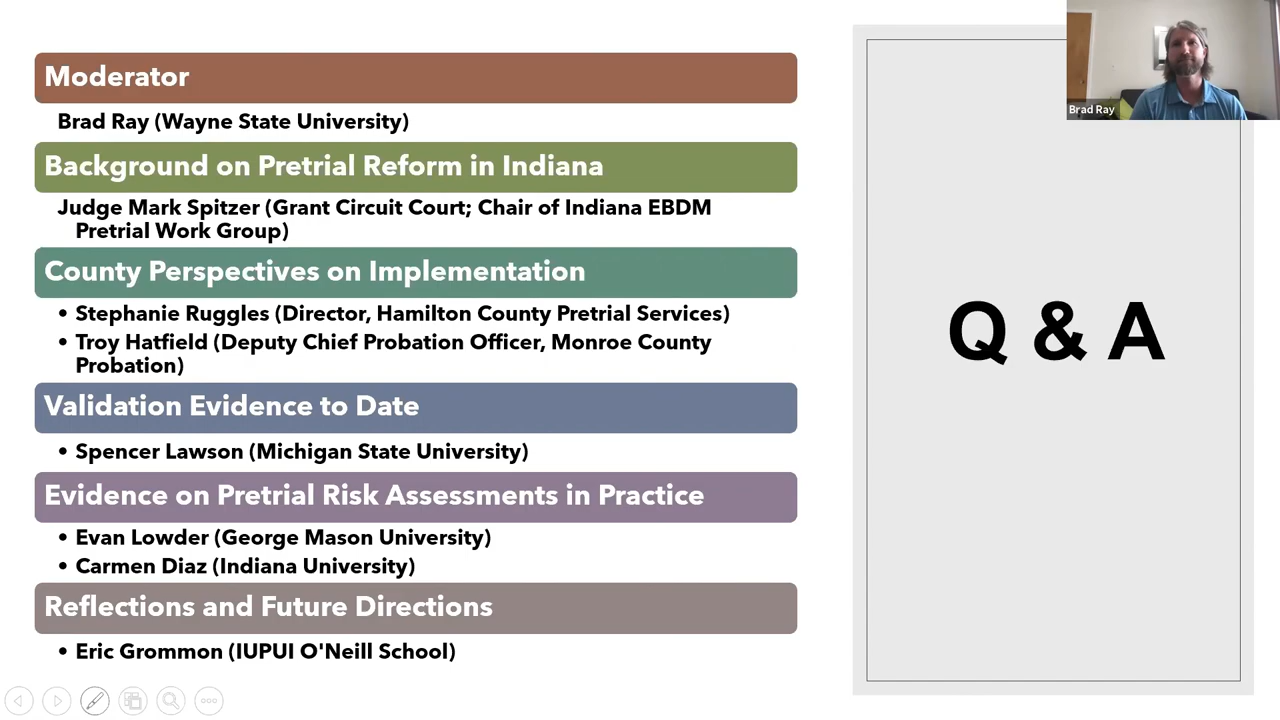 Moderator
Brad Ray (Wayne State University)
Background on Pretrial Reform in Indiana
Judge Mark Spitzer (Grant Circuit Court; Chair of Indiana EBDM
Pretrial Work Group)
County Perspectives on Implementation
• Stephanie Ruggles (Director, Hamilton County Pretrial Services)
• Troy Hatfield (Deputy Chief Probation Officer, Monroe County
Probation)
Validation Evidence to Date
• Spencer Lawson (Michigan State University)
Evidence on Pretrial Risk Assessments in Practice
• Evan Lowder (George Mason University)
• Carmen Diaz (Indiana University)
Reflections and Future Directions
• Eric Grommon (IUPUI O'Neill School)
Q & A
Brad Ray